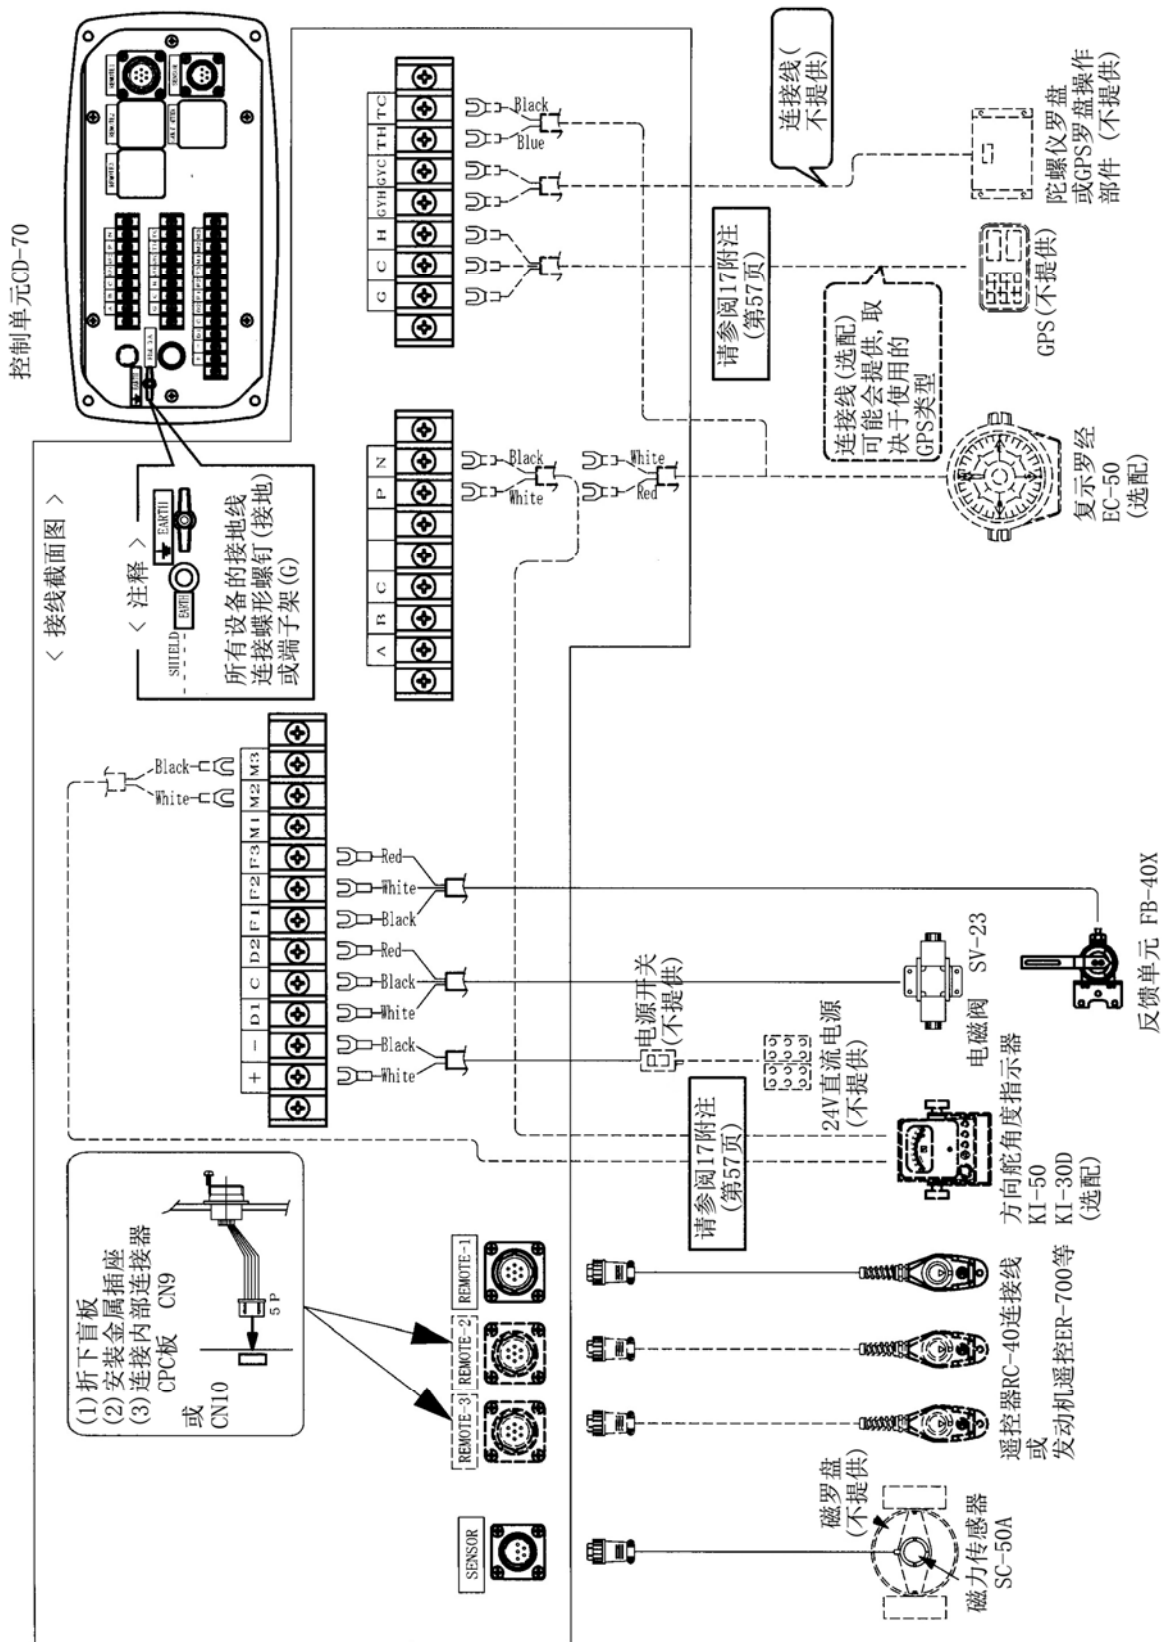 控制单元CD-70
< 接线截面图 >
< 注释 >
SHIELD
EARTH
EARTH
所有设备的接地线
连接蝶形螺钉(接地)
或端子架(G)
REMOTE1
SENSOR
EARTH
(1)折下盲板
(2)安装金属插座
(3)连接内部连接器
CPC板 CN9
或
CN10
5 P
SENSOR
REMOTE-3
REMOTE-2
REMOTE-1
+
-
D1
C
D2
F1
F2
F3
M1
M2
M3
White
Black
White
Black
Red
Black
White
Red
White
Black
A
B
C
P
N
White
Black
Red
White
G
C
H
GYH
GYC
TH
TC
Blue
Black
连接线(
不提供)
请参阅17附注
(第57页)
连接线(选配)
可能会提供,取
决于使用的
GPS类型
请参阅17附注
(第57页)
电源开关
(不提供)
24V直流电源
(不提供)
磁罗盘
(不提供)
磁力传感器
SC-50A
遥控器RC-40连接线
或
发动机遥控ER-700等
方向舵角度指示器
KI-50
KI-30D
(选配)
电磁阀 SV-23
反馈单元 FB-40X
复示罗经
EC-50
(选配)
GPS(不提供)
陀螺仪罗盘
或GPS罗盘操作
部件 (不提供)